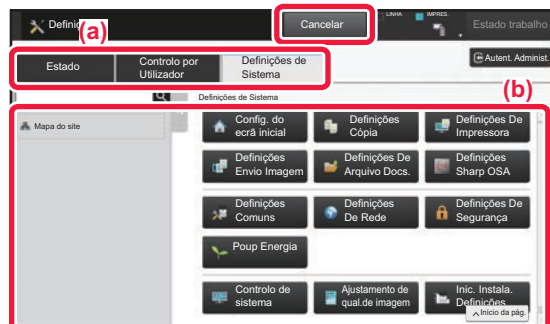 LINHA IMPRES.
Definiç
(a)
Cancelar
Estado trabalho
Estado
Controlo por
Utilizador
Definições de
Sistema
Autent. Administ.
(b)
Definições de Sistema
Mapa do site
Config. do
ecrã inicial
Definições
Cópia
Definições De
Impressora
Definições
Envio Imagem
Definições De
Arquivo Docs.
Definições
Sharp OSA
Definições
Comuns
Definições
De Rede
Definições De
Segurança
Poup Energia
Controlo de
sistema
Ajustamento de
qual.de imagem
Inic. Instala.
Definições
Início da pág.